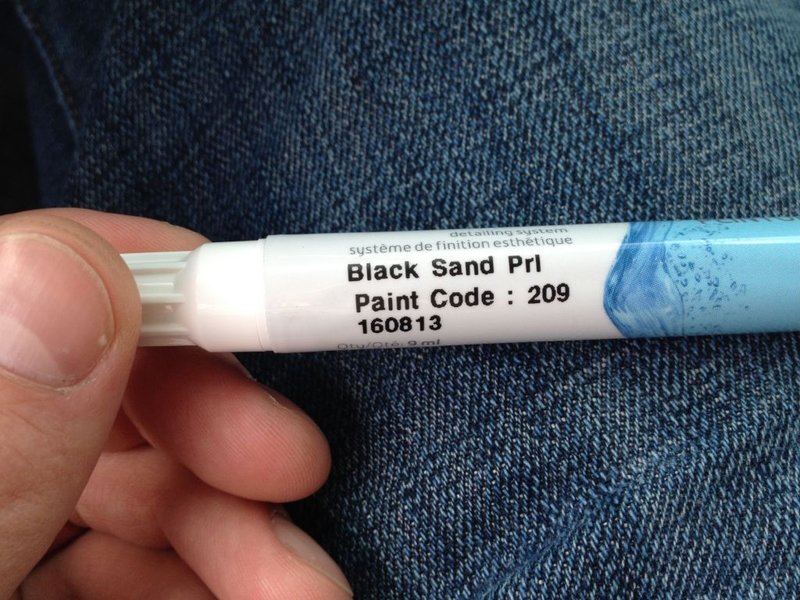 detailing system
système de finition esthétique
Black Sand Prl
Paint Code : 209
160813
Qty/Qté: 9 ml